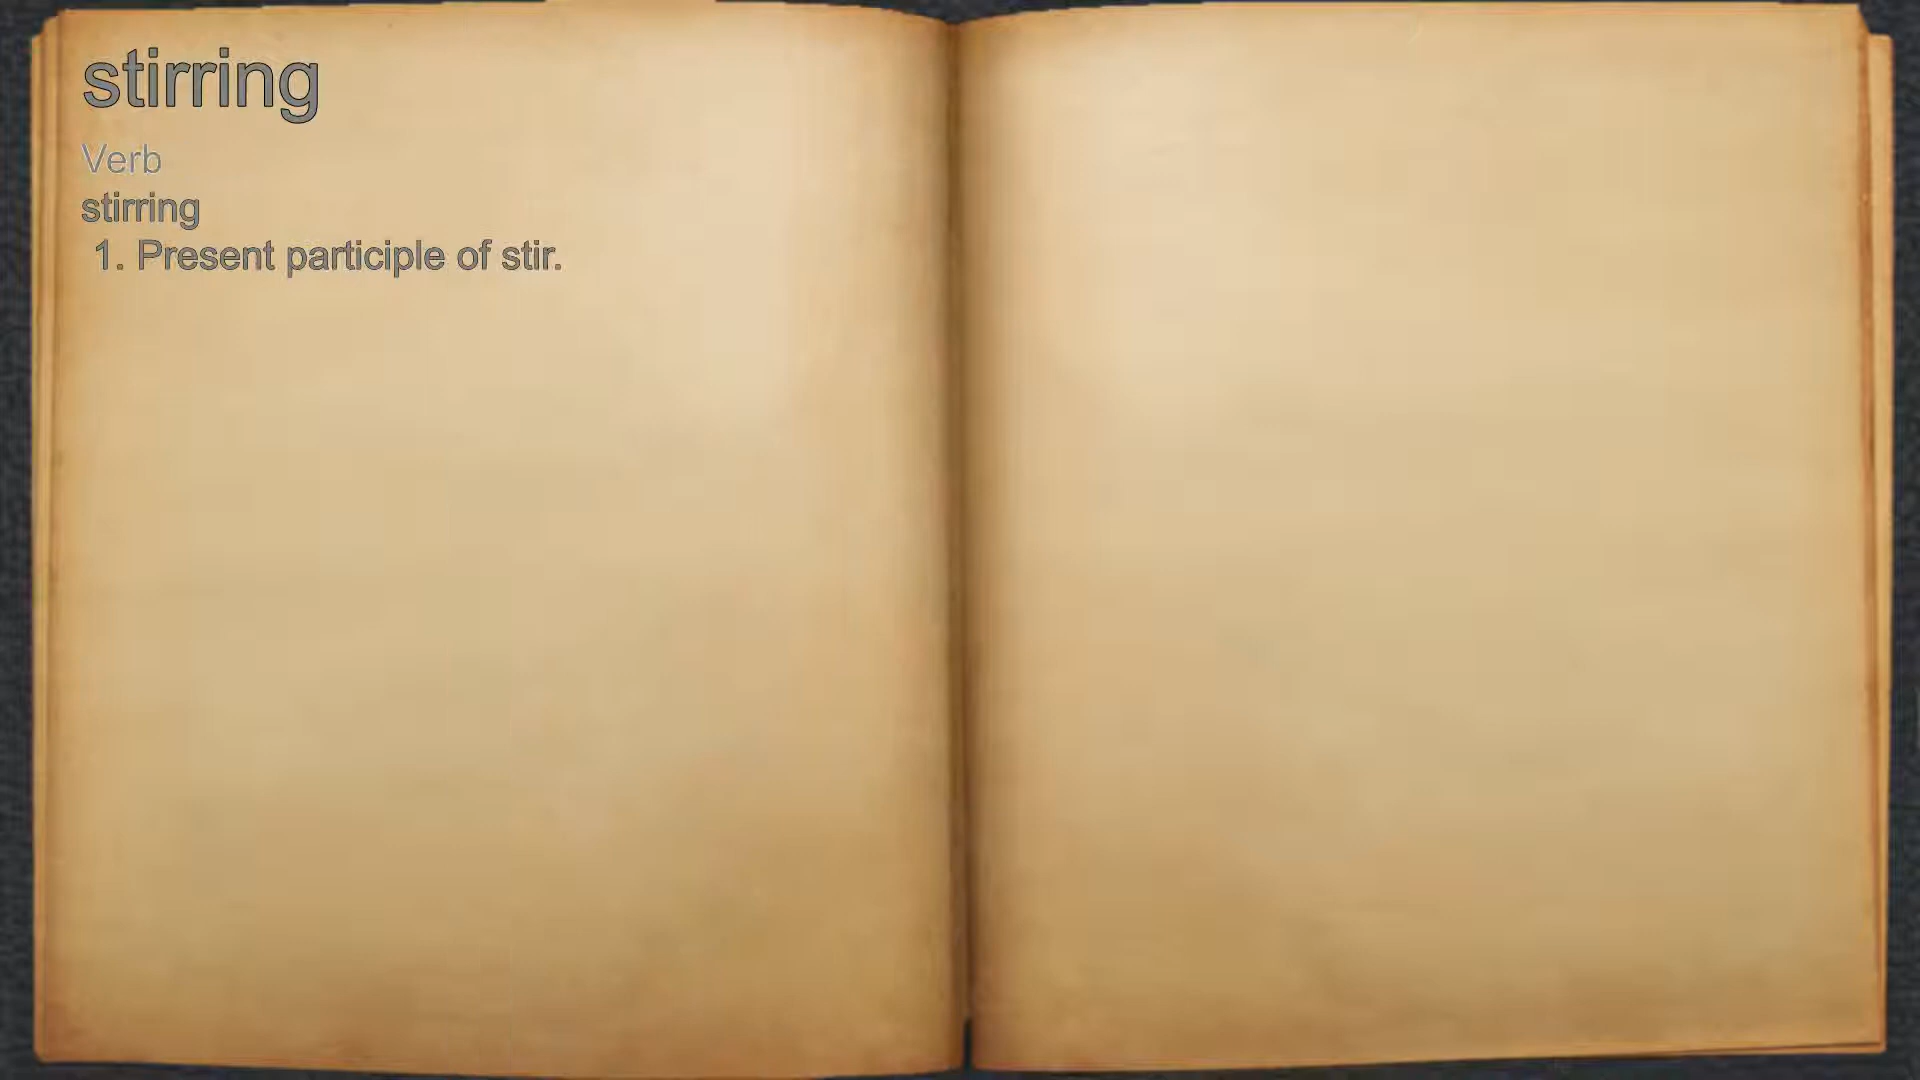 stirring
Verb
stirring
1. Present participle of stir.